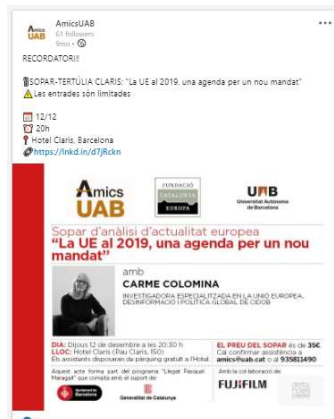 AmicsUAB
61 followers
9mo •
RECORDATORI!!
SOPAR-TERTÚLIA CLARIS: "La UE al 2019, una agenda per un nou mandat"
Les entrades són limitades
12/12
20h
Hotel Claris, Barcelona
https://lnkd.in/d7jRckn
Amics
UAB
FUNDACIÓ
CATALUNYA
EUROPA
UAB
Universitat Autònoma
de Barcelona
Sopar d'anàlisi d'actualitat europea
"La UE al 2019, una agenda per un nou
mandat"
amb
CARME COLOMINA
INVESTIGADORA ESPECIALITZADA EN LA UNIÓ EUROPEA,
DESINFORMACIÓ I POLÍTICA GLOBAL DE CIDOB
DIA: Dijous 12 de desembre a les 20:30 h
LLOC: Hotel Claris (Pau Claris, 150)
Els assistents disposaran de pàrquing gratuït a l'Hotel
EL PREU DEL SOPAR és de 35€
Cal confirmar assistència a
amics@uab.cat o al 935811490
Aquest acte forma part del programa "Llegat Pasqual
Maragall" que compta amb el suport de:
Amb la col·laboració de:
Ajuntament de
Barcelona
Generalitat de Catalunya
FUJIFILM